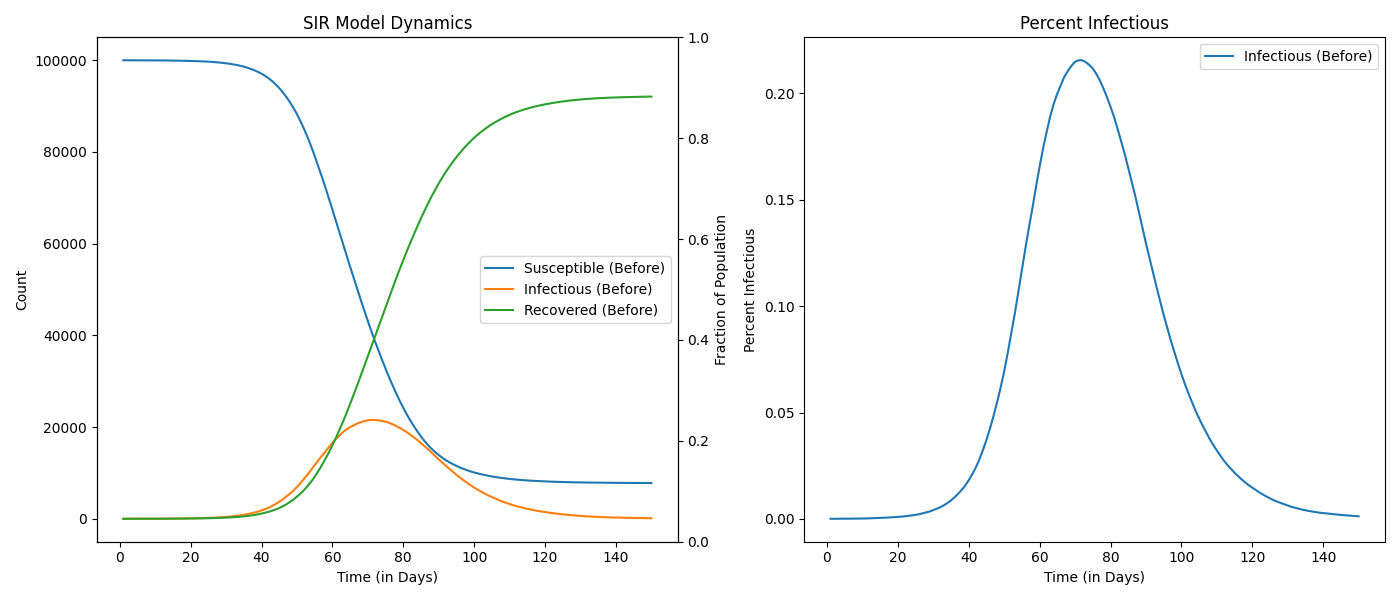 SIR Model Dynamics
Count
100000
80000
60000
40000
20000
0
0 20 40 60 80 100 120 140
Time (in Days)
Susceptible (Before)
Infectious (Before)
Recovered (Before)
1.0
0.8
0.6
0.4
0.2
0.0
Fraction of Population
Percent Infectious
Percent Infectious
0.20
0.15
0.10
0.05
0.00
0 20 40 60 80 100 120 140
Time (in Days)
Infectious (Before)